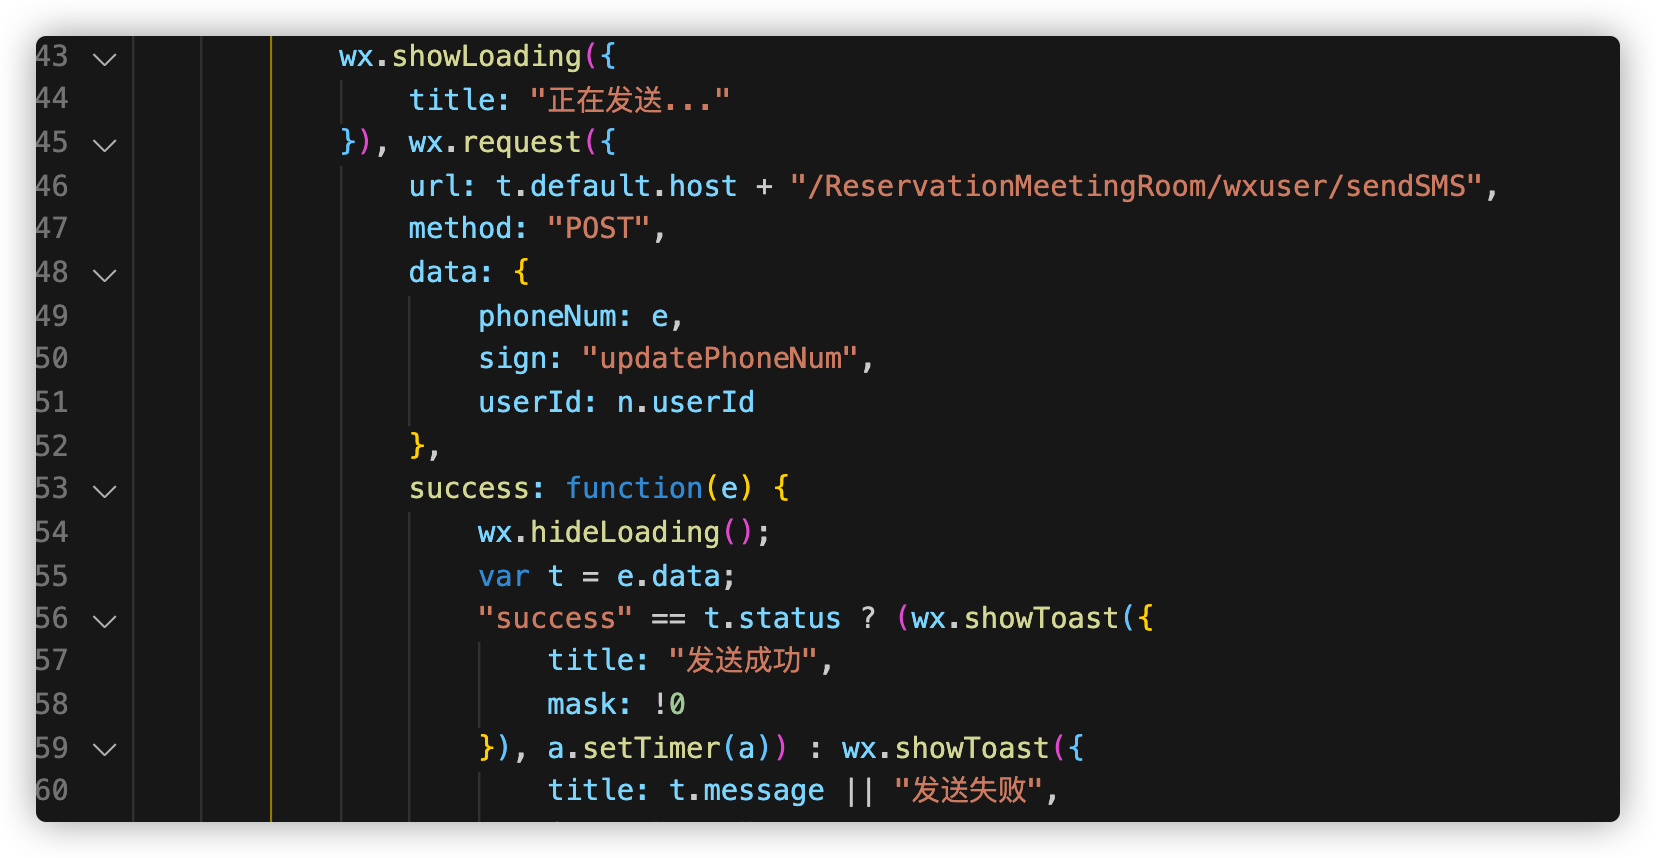 43 wx.showLoading({
44 title: "正在发送..."
45 }), wx.request({
46 url: t.default.host + "/ReservationMeetingRoom/wxuser/sendSMS",
47 method: "POST",
48 data: {
49 phoneNum: e,
50 sign: "updatePhoneNum",
51 userId: n.userId
52 },
53 success: function(e) {
54 wx.hideLoading();
55 var t = e.data;
56 "success" == t.status ? (wx.showToast({
57 title: "发送成功",
58 mask: !0
59 }), a.setTimer(a)) : wx.showToast({
60 title: t.message || "发送失败",